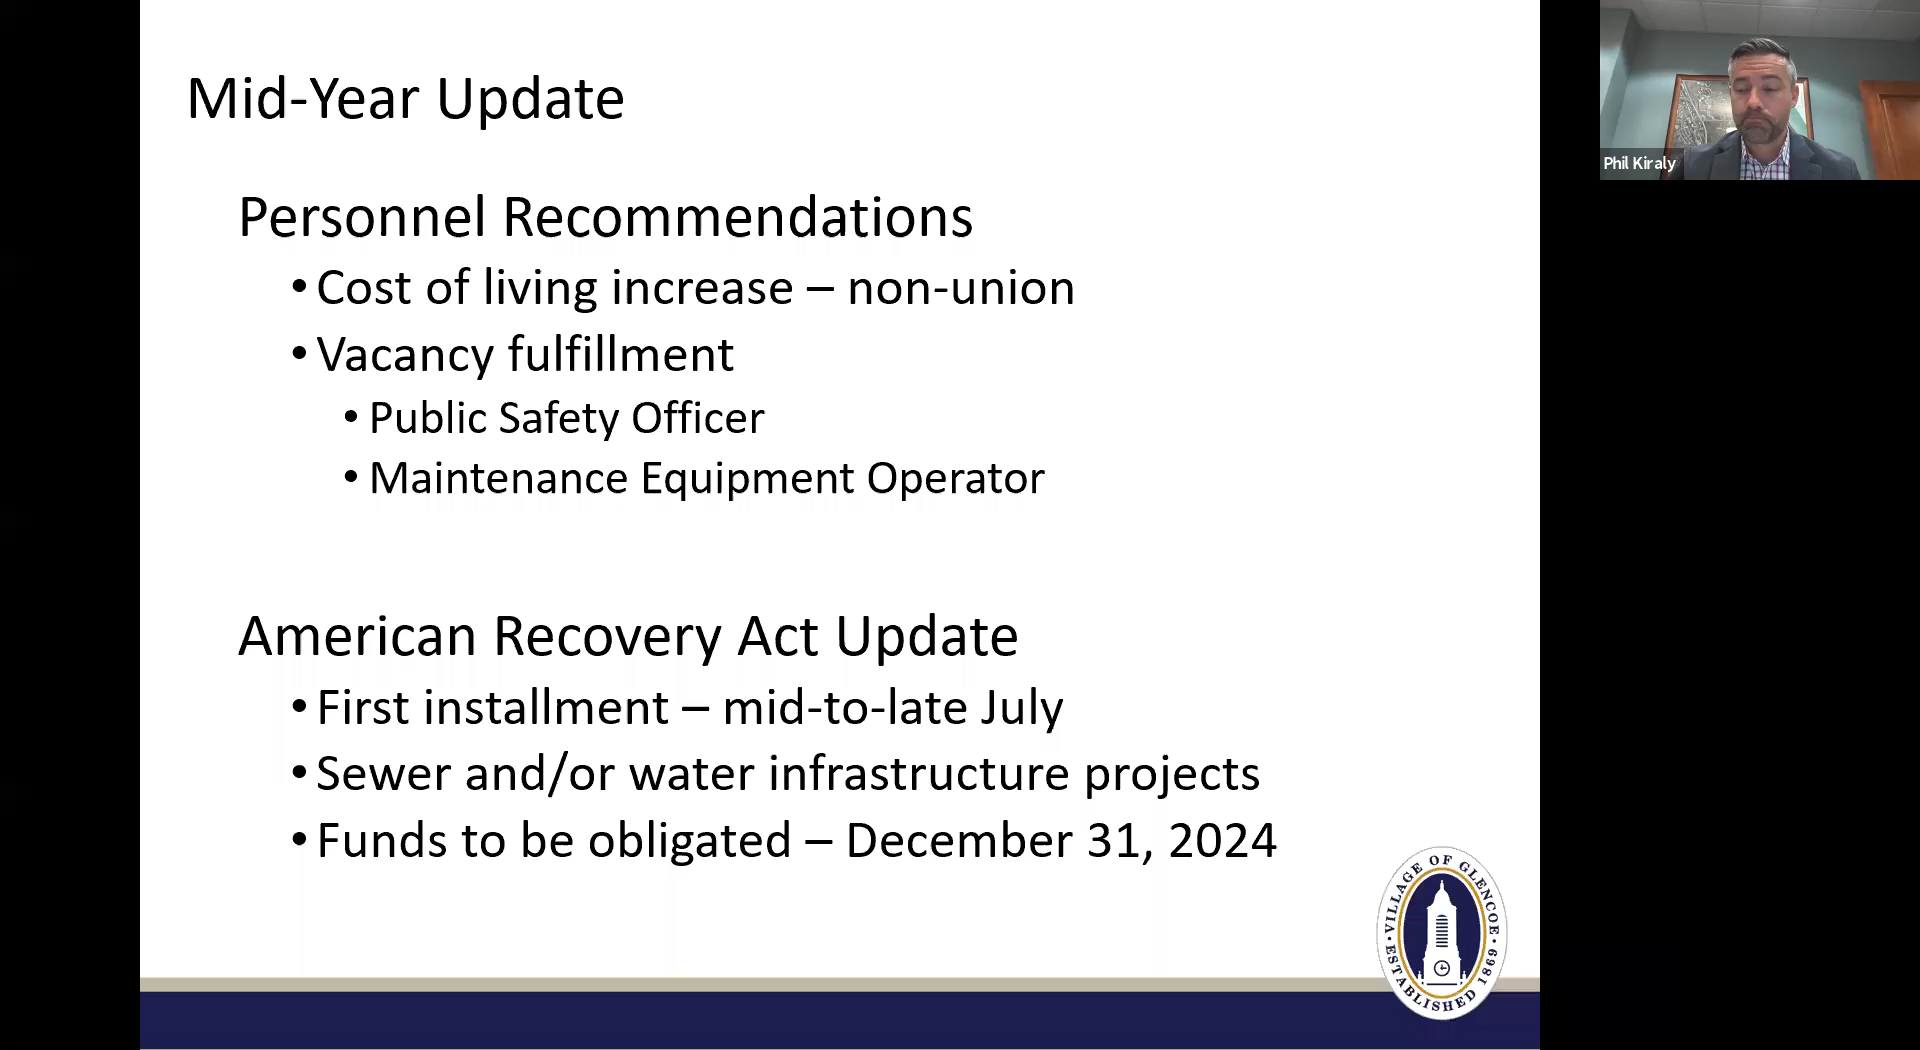 Mid-Year Update
Personnel Recommendations
• Cost of living increase – non-union
• Vacancy fulfillment
• Public Safety Officer
• Maintenance Equipment Operator
American Recovery Act Update
• First installment – mid-to-late July
• Sewer and/or water infrastructure projects
• Funds to be obligated – December 31, 2024
VILLAGE OF GLENCOE
• ESTABLISHED 1869 •
Phil Kiraly